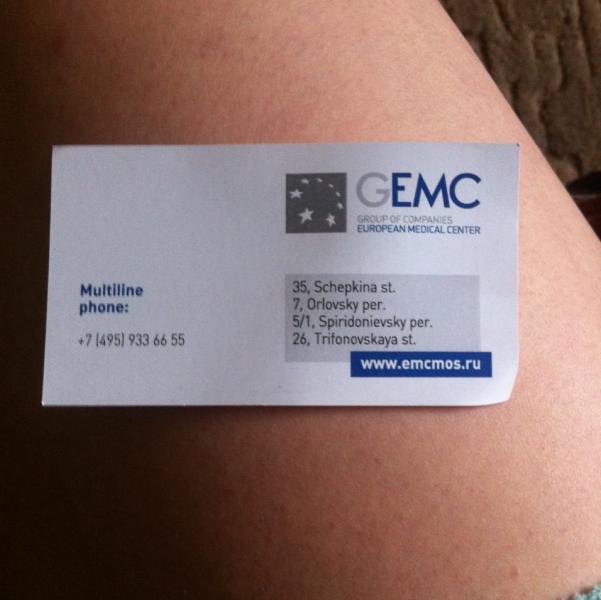 GEMC
GROUP OF COMPANIES
EUROPEAN MEDICAL CENTER
Multiline
phone:
+7 (495) 933 66 55
35, Schepkina st.
7, Orlovsky per.
5/1, Spiridonievsky per.
26, Trifonovskaya st.
www.emcmos.ru